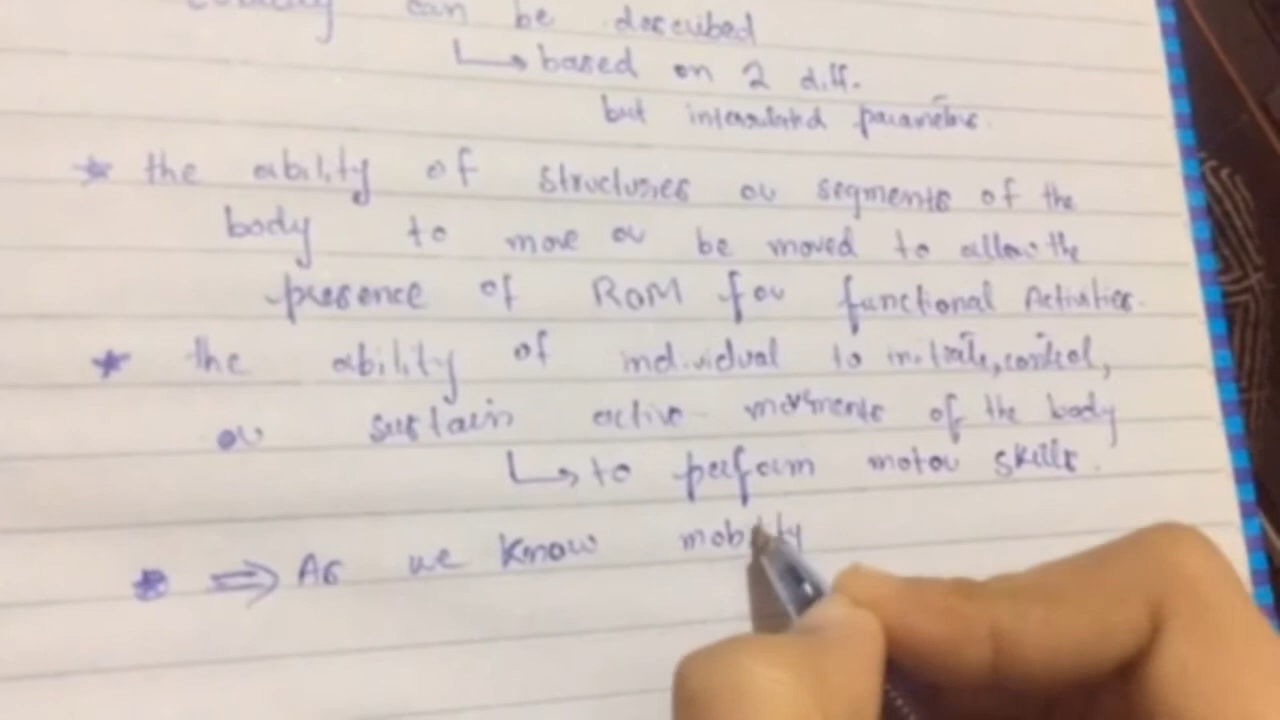 can be described
↳ based on 2 diff.
but interrelated parameters.
* the ability of structures or segments of the
body to move or be moved to allow the
presence of ROM for functional Activities.
* the ability of individual to initiate, control,
or sustain active movments of the body
↳ to perform motor skills.
* ⇒ As we know mobility